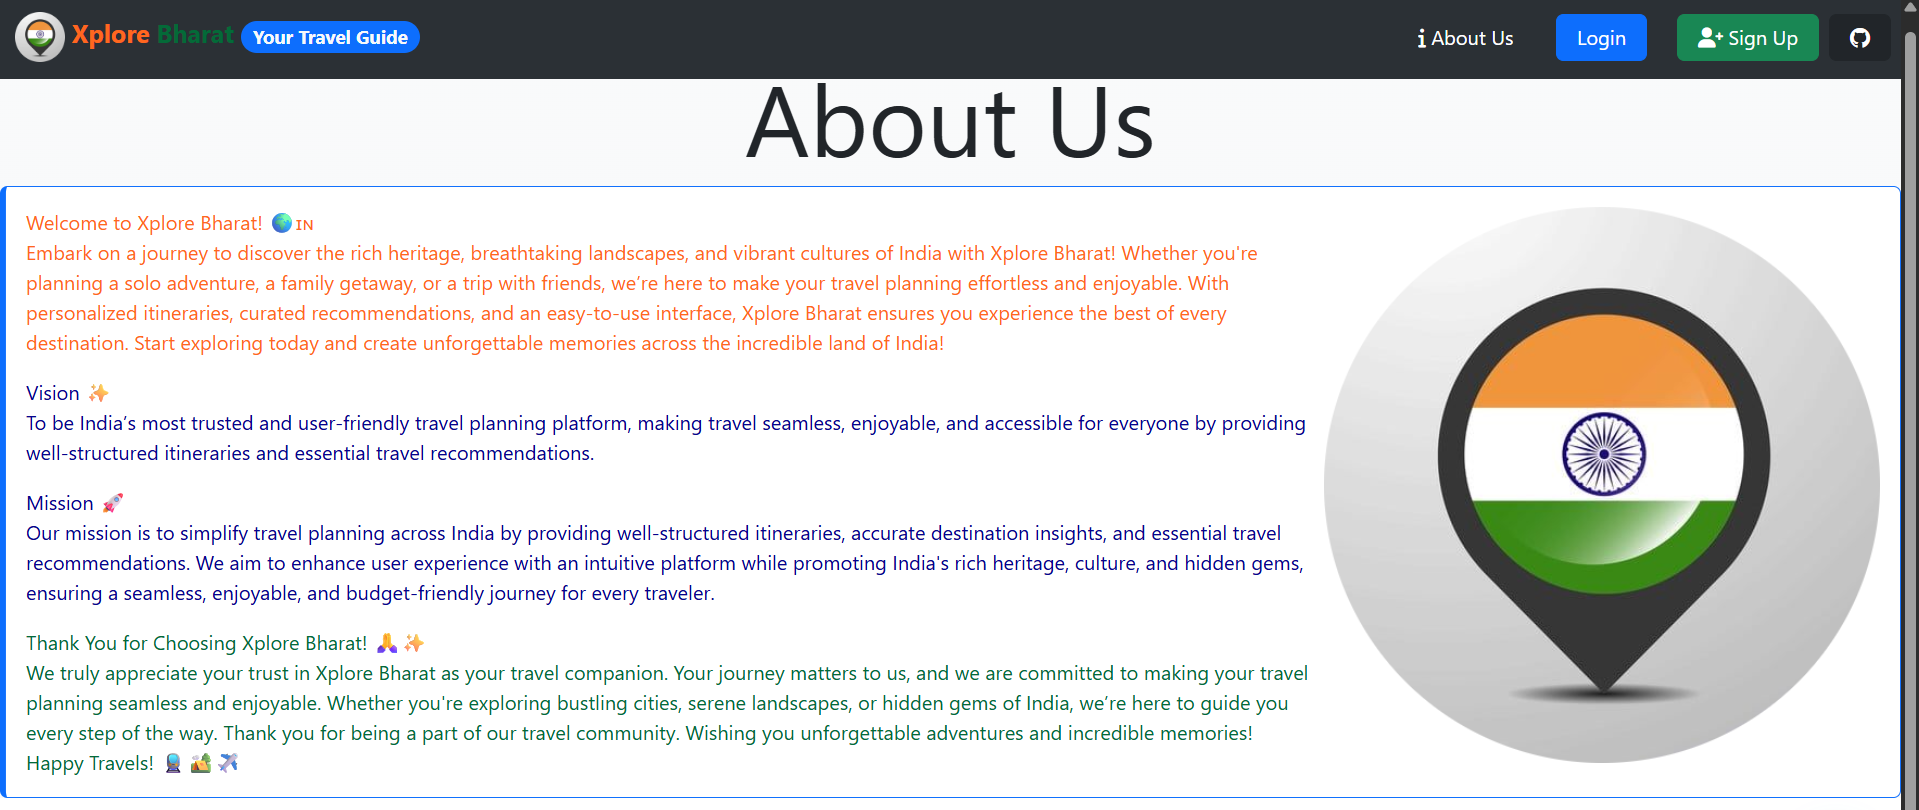 Xplore Bharat Your Travel Guide
About Us
Login
Sign Up
About Us
Welcome to Xplore Bharat! 🌍 IN
Embark on a journey to discover the rich heritage, breathtaking landscapes, and vibrant cultures of India with Xplore Bharat! Whether you're
planning a solo adventure, a family getaway, or a trip with friends, we’re here to make your travel planning effortless and enjoyable. With
personalized itineraries, curated recommendations, and an easy-to-use interface, Xplore Bharat ensures you experience the best of every
destination. Start exploring today and create unforgettable memories across the incredible land of India!
Vision ✨
To be India’s most trusted and user-friendly travel planning platform, making travel seamless, enjoyable, and accessible for everyone by providing
well-structured itineraries and essential travel recommendations.
Mission 🚀
Our mission is to simplify travel planning across India by providing well-structured itineraries, accurate destination insights, and essential travel
recommendations. We aim to enhance user experience with an intuitive platform while promoting India's rich heritage, culture, and hidden gems,
ensuring a seamless, enjoyable, and budget-friendly journey for every traveler.
Thank You for Choosing Xplore Bharat! 🙏✨
We truly appreciate your trust in Xplore Bharat as your travel companion. Your journey matters to us, and we are committed to making your travel
planning seamless and enjoyable. Whether you're exploring bustling cities, serene landscapes, or hidden gems of India, we’re here to guide you
every step of the way. Thank you for being a part of our travel community. Wishing you unforgettable adventures and incredible memories!
Happy Travels! 🚆🏕️✈️